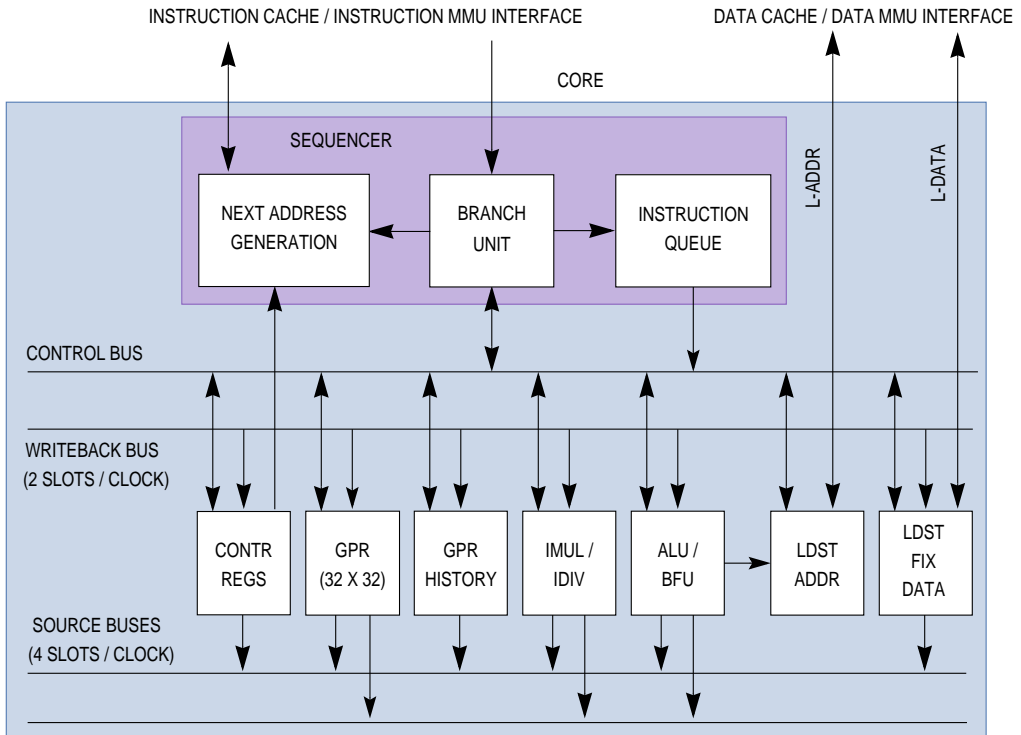 INSTRUCTION CACHE / INSTRUCTION MMU INTERFACE
DATA CACHE / DATA MMU INTERFACE
CORE
SEQUENCER
L-ADDR
L-DATA
NEXT ADDRESS
GENERATION
BRANCH
UNIT
INSTRUCTION
QUEUE
CONTROL BUS
WRITEBACK BUS
(2 SLOTS / CLOCK)
CONTR
REGS
GPR
(32 X 32)
GPR
HISTORY
IMUL /
IDIV
ALU /
BFU
LDST
ADDR
LDST
FIX
DATA
SOURCE BUSES
(4 SLOTS / CLOCK)